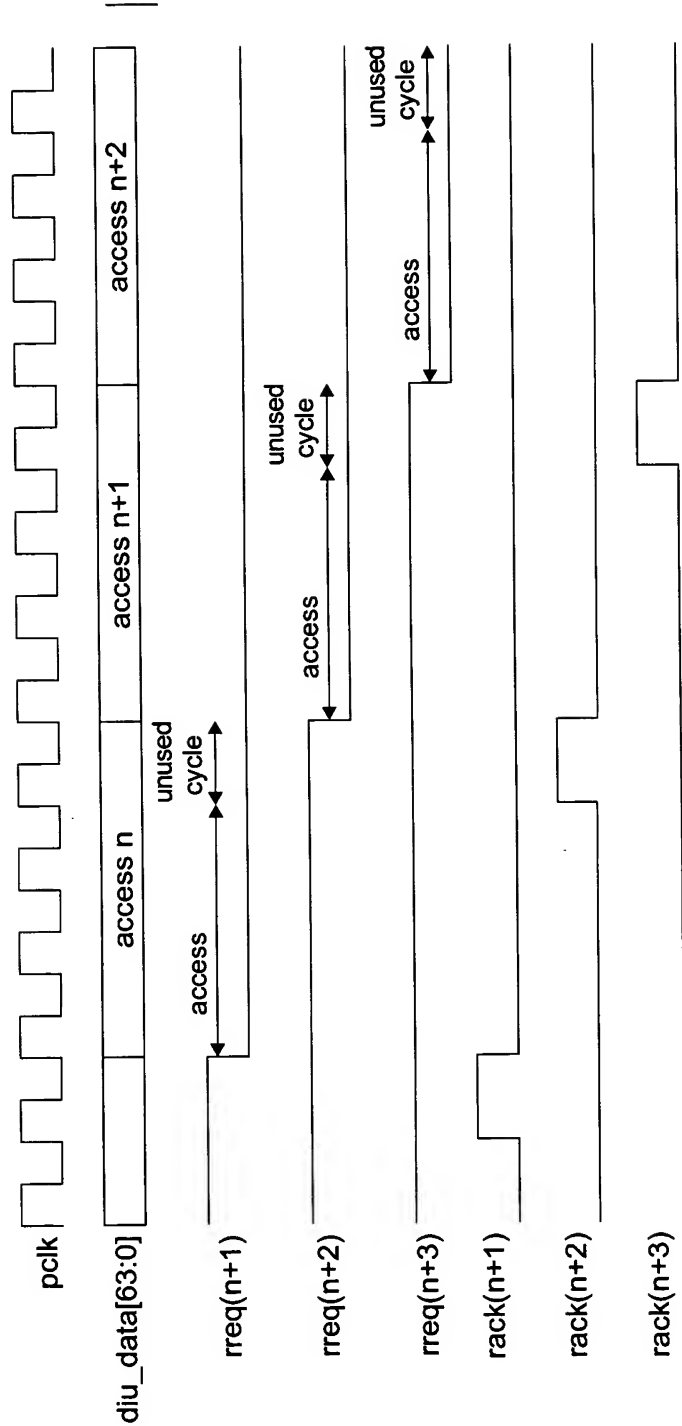 pclk
diu_data[63:0]
access n
access n+1
access n+2
rreq(n+1)
access
unused
cycle
rreq(n+2)
access
unused
cycle
rreq(n+3)
access
unused
cycle
rack(n+1)
rack(n+2)
rack(n+3)